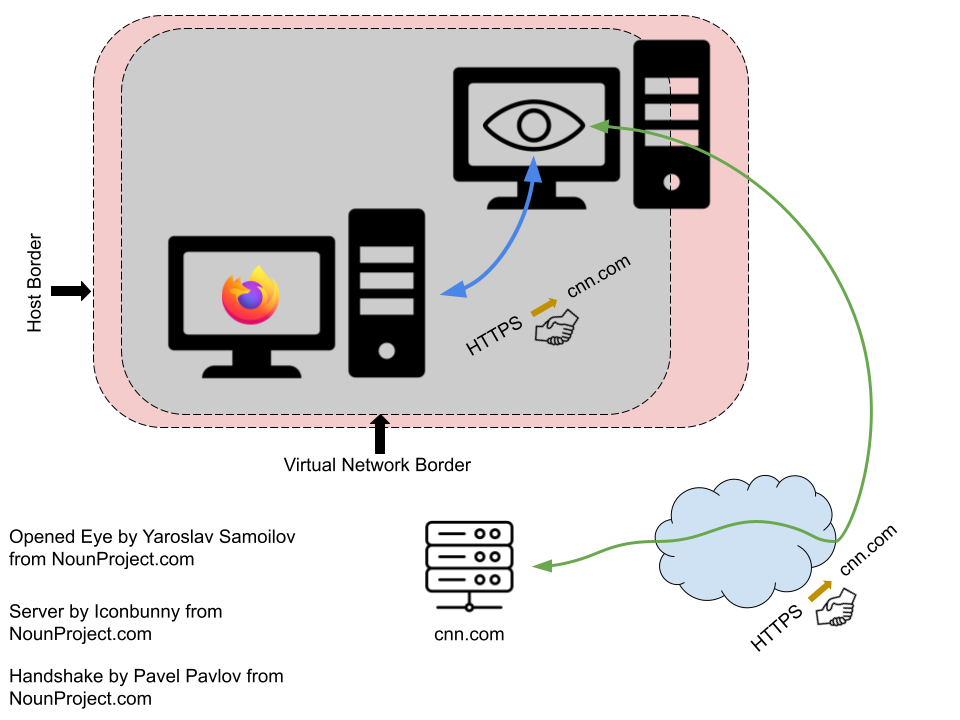 Host Border
HTTPS
cnn.com
Virtual Network Border
Opened Eye by Yaroslav Samoilov
from NounProject.com
cnn.com
HTTPS
Server by Iconbunny from
NounProject.com
cnn.com
Handshake by Pavel Pavlov from
NounProject.com